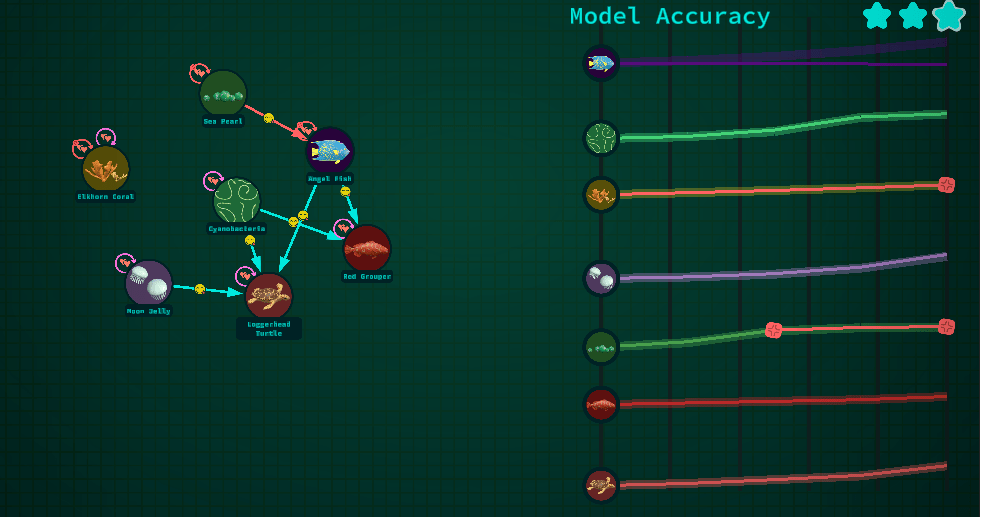 Model Accuracy
Sea Pearl
Elkhorn Coral
Angel Fish
Cyanobacteria
Red Grouper
Moon Jelly
Loggerhead
Turtle